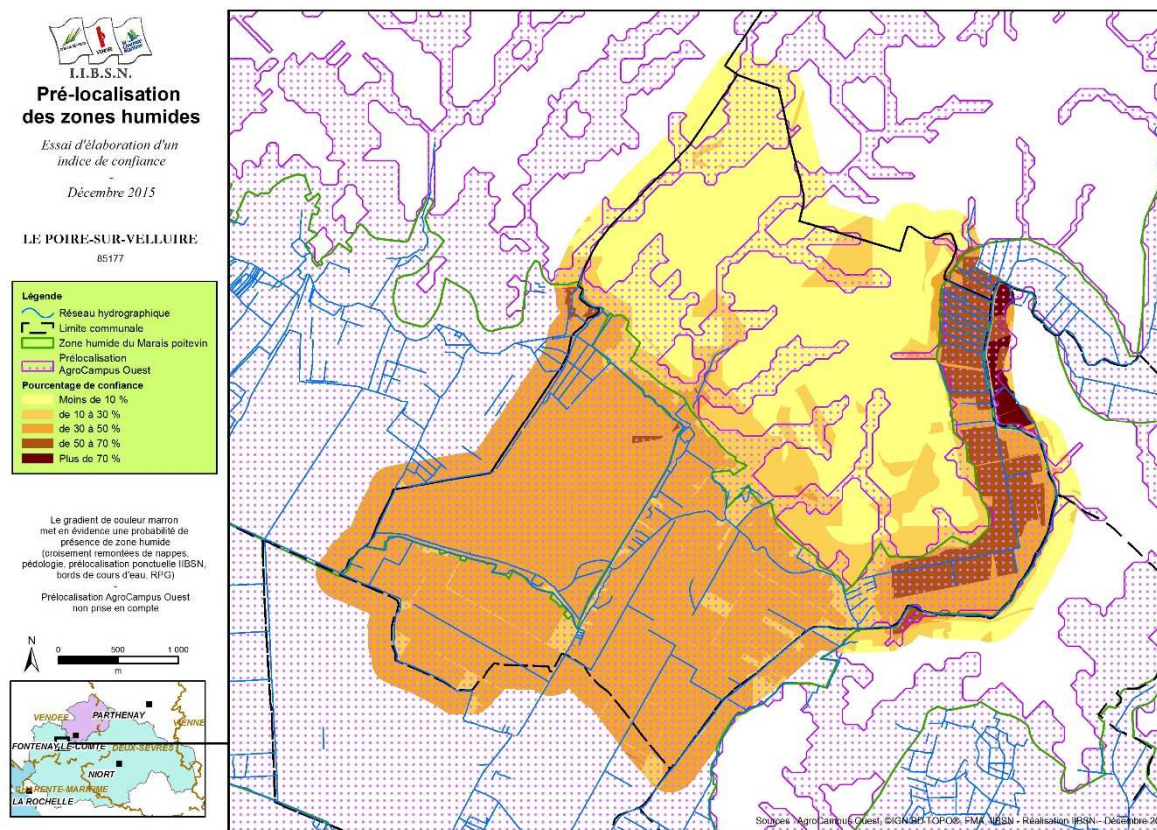 VENDEE
I.I.B.S.N.
Pré-localisation
des zones humides
Essai d'élaboration d'un
indice de confiance
-
Décembre 2015
LE POIRE-SUR-VELLUIRE
85177
Légende
Réseau hydrographique
Limite communale
Zone humide du Marais poitevin
Prélocalisation
AgroCampus Ouest
Pourcentage de confiance
Moins de 10 %
de 10 à 30 %
de 30 à 50 %
de 50 à 70 %
Plus de 70 %
Le gradient de couleur marron
met en évidence une probabilité de
présence de zone humide
(croisement remontées de nappes,
pédologie, prélocalisation ponctuelle IIBSN,
bords de cours d'eau, RPG)
-
Prélocalisation AgroCampus Ouest
non prise en compte
N
0 500 1 000
m
VENDEE
PARTHENAY
VIENNE
FONTENAY-LE-COMTE
DEUX-SEVRES
NIORT
CHARENTE-MARITIME
LA ROCHELLE
Sources : AgroCampus Ouest, ©IGN BD TOPO®, FMA, IIBSN - Réalisation IIBSN - Décembre 20